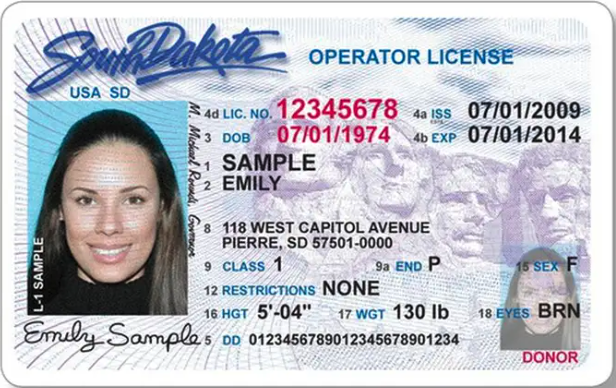 South Dakota
OPERATOR LICENSE
USA SD
4d LIC. NO. 12345678 4a ISS 07/01/2009
3 DOB 07/01/1974 4b EXP 07/01/2014
1 SAMPLE
2 EMILY
8 118 WEST CAPITOL AVENUE
PIERRE, SD 57501-0000
9 CLASS 1 9a END P 15 SEX F
12 RESTRICTIONS NONE
16 HGT 5'-04" 17 WGT 130 lb 18 EYES BRN
5 DD 0123456789012345678901234
DONOR
L-1 SAMPLE
M. Michael Rounds, Governor
Emily Sample